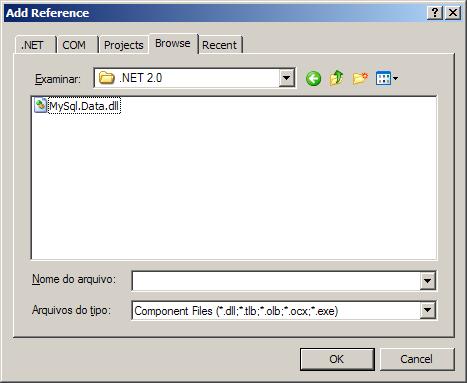 Add Reference
.NET COM Projects Browse Recent
Examinar: .NET 2.0
MySql.Data.dll
Nome do arquivo:
Arquivos do tipo: Component Files (*.dll;*.tlb;*.olb;*.ocx;*.exe)
OK Cancel